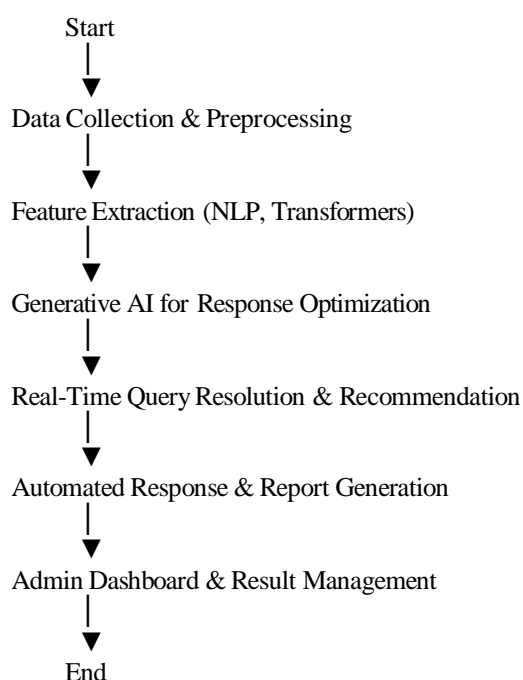 Start
Data Collection & Preprocessing
Feature Extraction (NLP, Transformers)
Generative AI for Response Optimization
Real-Time Query Resolution & Recommendation
Automated Response & Report Generation
Admin Dashboard & Result Management
End